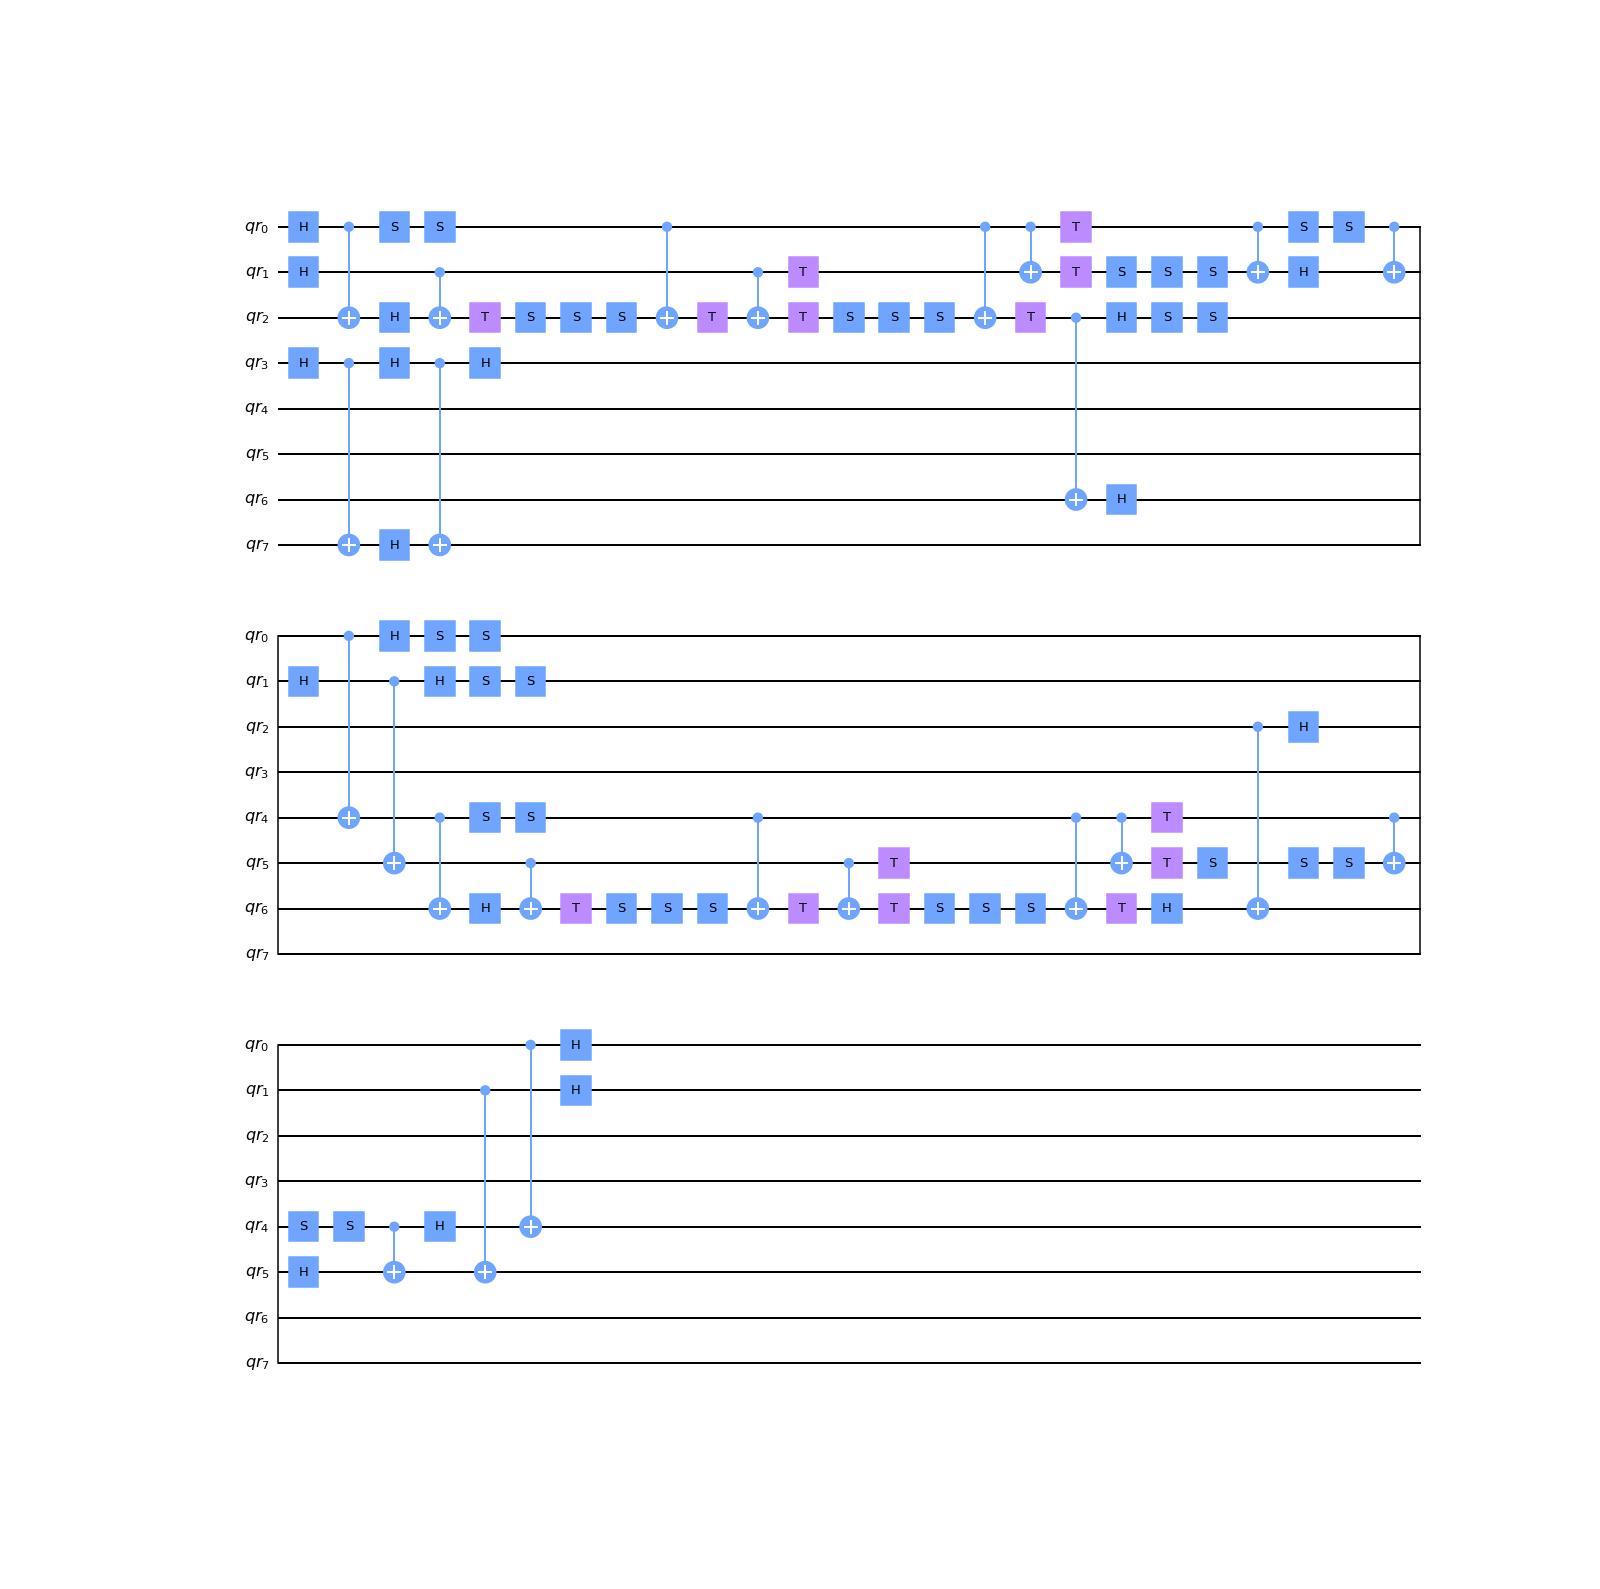 qr0 H S S T S S
qr1 H T T S S S H
qr2 H T S S S T T S S S T H S S
qr3 H H H
qr4
qr5
qr6 H
qr7 H
qr0 H S S
qr1 H H S S
qr2 H
qr3
qr4 S S T
qr5 T T S S S
qr6 H T S S S T T S S S T H
qr7
qr0 H
qr1 H
qr2
qr3
qr4 S S H
qr5 H
qr6
qr7